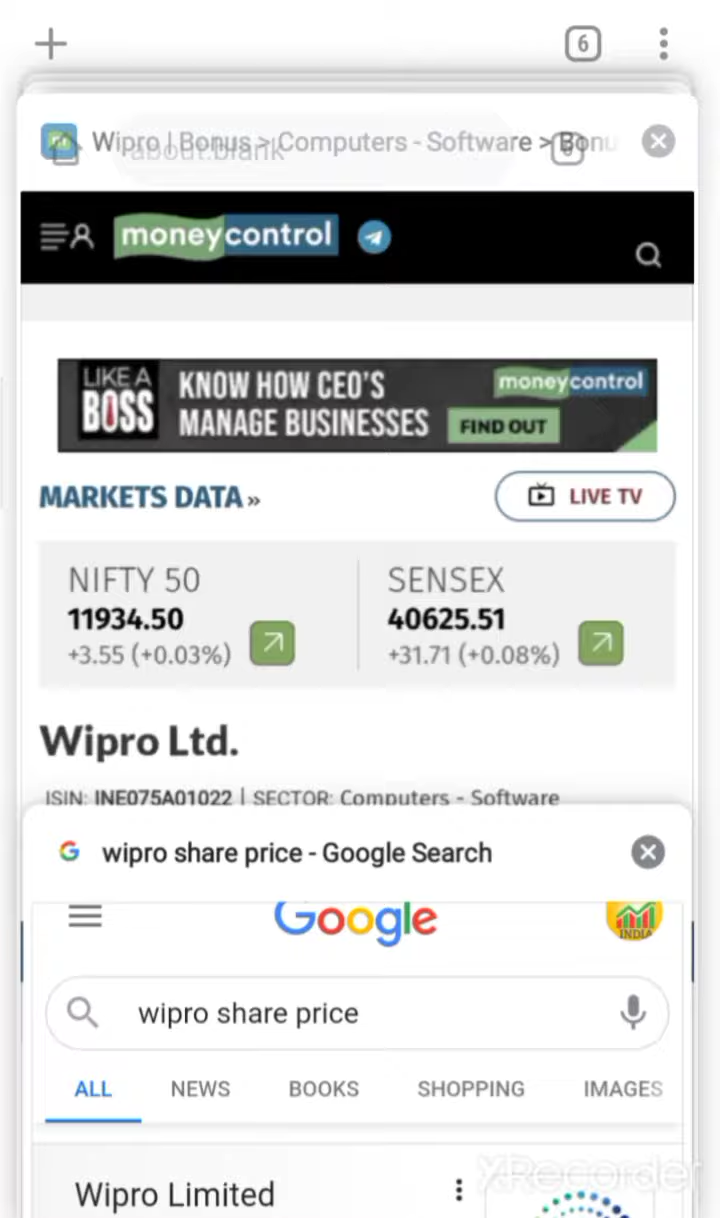 6
Wipro | Bonus > Computers - Software > Bonu
about:blank
moneycontrol
LIKE A BOSS
KNOW HOW CEO'S
MANAGE BUSINESSES
moneycontrol
FIND OUT
MARKETS DATA »
LIVE TV
NIFTY 50
11934.50
+3.55 (+0.03%)
SENSEX
40625.51
+31.71 (+0.08%)
Wipro Ltd.
ISIN: INE075A01022 | SECTOR: Computers - Software
wipro share price - Google Search
Google
INDIA
wipro share price
ALL NEWS BOOKS SHOPPING IMAGES
Wipro Limited
XRecorder